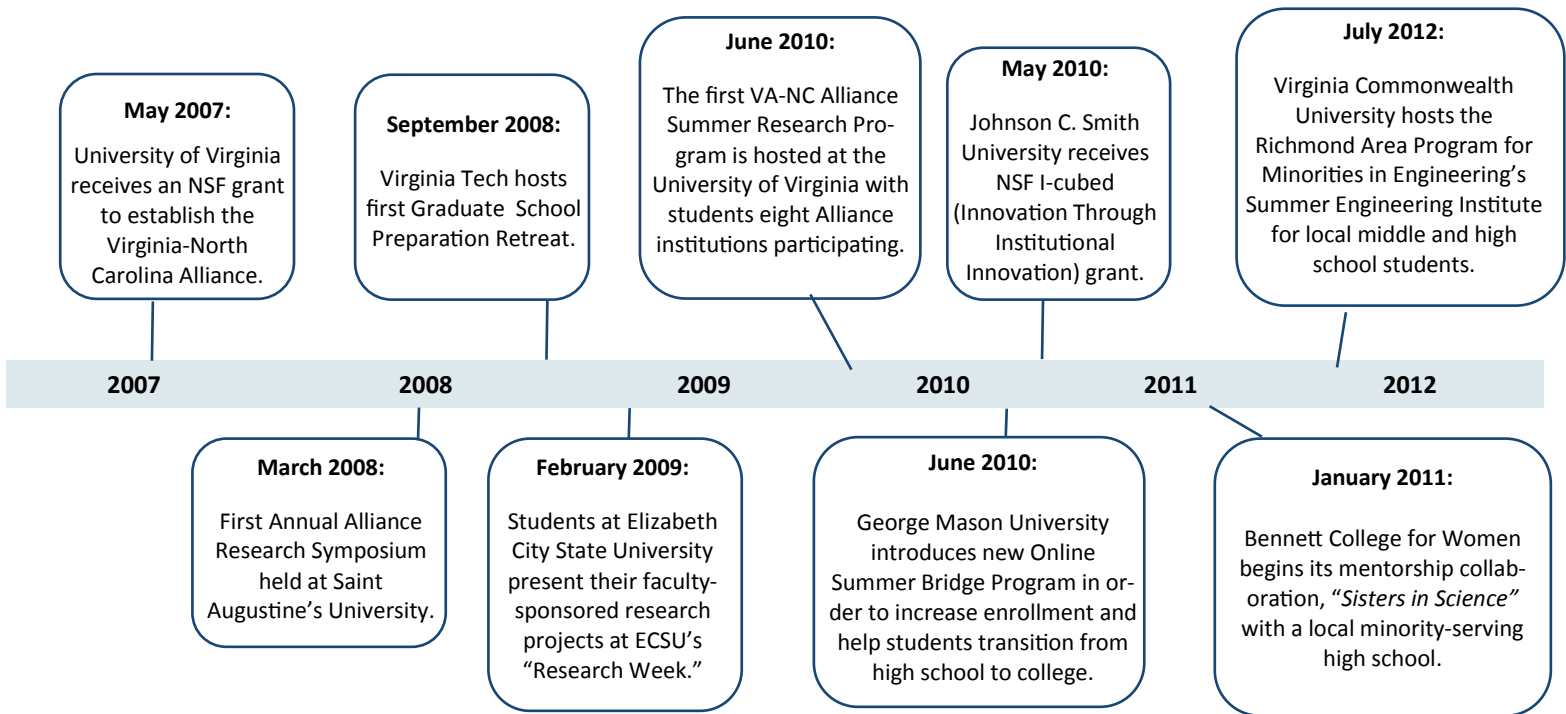 May 2007:
University of Virginia
receives an NSF grant
to establish the
Virginia-North
Carolina Alliance.
September 2008:
Virginia Tech hosts
first Graduate School
Preparation Retreat.
June 2010:
The first VA-NC Alliance
Summer Research Pro-
gram is hosted at the
University of Virginia with
students eight Alliance
institutions participating.
May 2010:
Johnson C. Smith
University receives
NSF I-cubed
(Innovation Through
Institutional
Innovation) grant.
July 2012:
Virginia Commonwealth
University hosts the
Richmond Area Program for
Minorities in Engineering’s
Summer Engineering Institute
for local middle and high
school students.
2007 2008 2009 2010 2011 2012
March 2008:
First Annual Alliance
Research Symposium
held at Saint
Augustine’s University.
February 2009:
Students at Elizabeth
City State University
present their faculty-
sponsored research
projects at ECSU’s
“Research Week.”
June 2010:
George Mason University
introduces new Online
Summer Bridge Program in or-
der to increase enrollment and
help students transition from
high school to college.
January 2011:
Bennett College for Women
begins its mentorship collab-
oration, “Sisters in Science”
with a local minority-serving
high school.